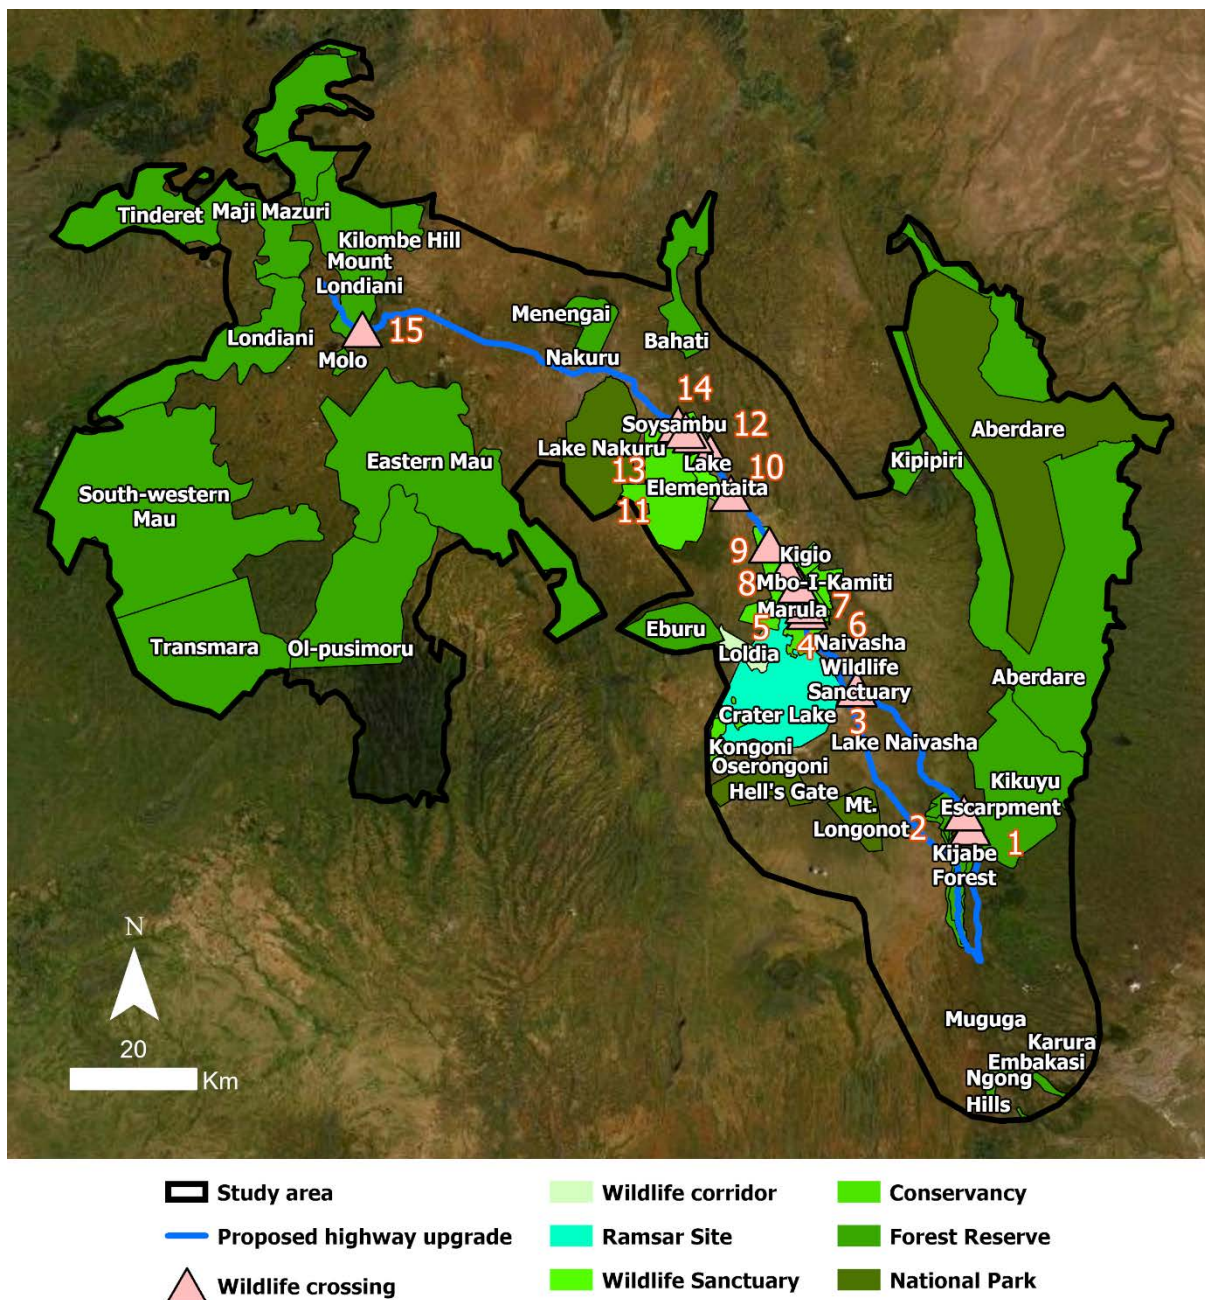 Tinderet
Maji Mazuri
Kilombe Hill
Mount
Londiani
15
Londiani
Molo
Menengai
Nakuru
Bahati
14
Soysambu
12
Lake Nakuru
Lake
13
10
Elementaita
11
Eastern Mau
South-western
Mau
Aberdare
Kipipiri
9
Kigio
8
Mbo-I-Kamiti
7
Marula
5
6
Eburu
4
Naivasha
Loldia
Wildlife
Sanctuary
Transmara
Ol-pusimoru
Aberdare
Crater Lake
3
Lake Naivasha
Kongoni
Oserongoni
Hell's Gate
Mt.
Longonot
2
Kikuyu
Escarpment
1
Kijabe
Forest
N
20
Km
Muguga
Karura
Embakasi
Ngong
Hills
Study area
Proposed highway upgrade
Wildlife crossing
Wildlife corridor
Ramsar Site
Wildlife Sanctuary
Conservancy
Forest Reserve
National Park